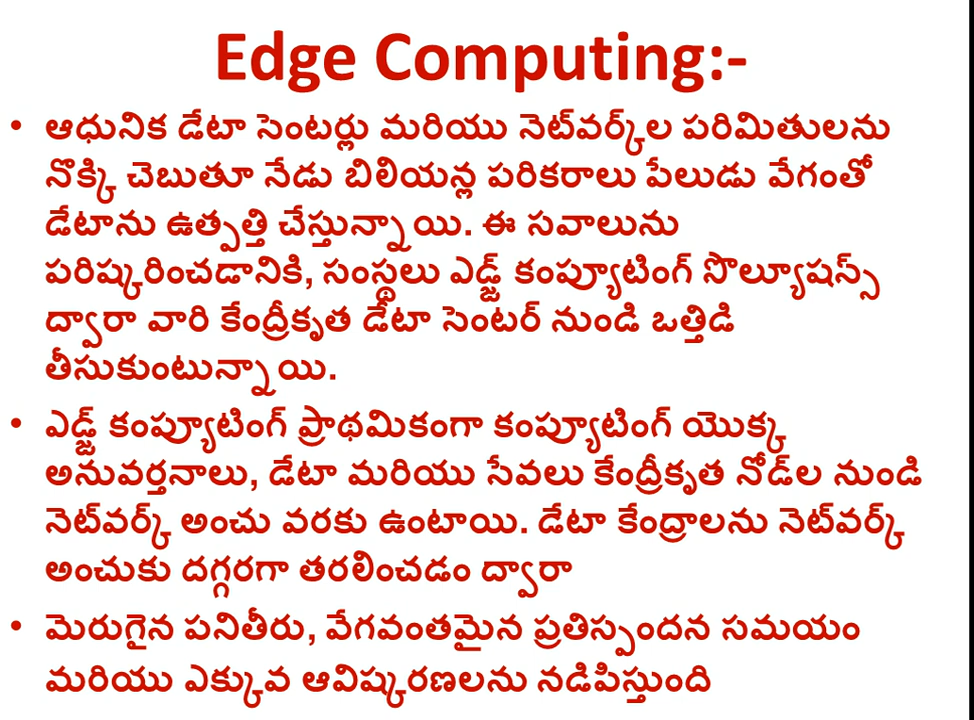 Edge Computing:-
• ఆధునిక డేటా సెంటర్లు మరియు నెట్‌వర్క్‌ల పరిమితులను
నొక్కి చెబుతూ నేడు బిలియన్ల పరికరాలు పేలుడు వేగంతో
డేటాను ఉత్పత్తి చేస్తున్నాయి. ఈ సవాలును
పరిష్కరించడానికి, సంస్థలు ఎడ్జ్ కంప్యూటింగ్ సొల్యూషన్స్
ద్వారా వారి కేంద్రీకృత డేటా సెంటర్ నుండి ఒత్తిడి
తీసుకుంటున్నాయి.
• ఎడ్జ్ కంప్యూటింగ్ ప్రాథమికంగా కంప్యూటింగ్ యొక్క
అనువర్తనాలు, డేటా మరియు సేవలు కేంద్రీకృత నోడ్‌ల నుండి
నెట్‌వర్క్ అంచు వరకు ఉంటాయి. డేటా కేంద్రాలను నెట్‌వర్క్
అంచుకు దగ్గరగా తరలించడం ద్వారా
• మెరుగైన పనితీరు, వేగవంతమైన ప్రతిస్పందన సమయం
మరియు ఎక్కువ ఆవిష్కరణలను నడిపిస్తుంది